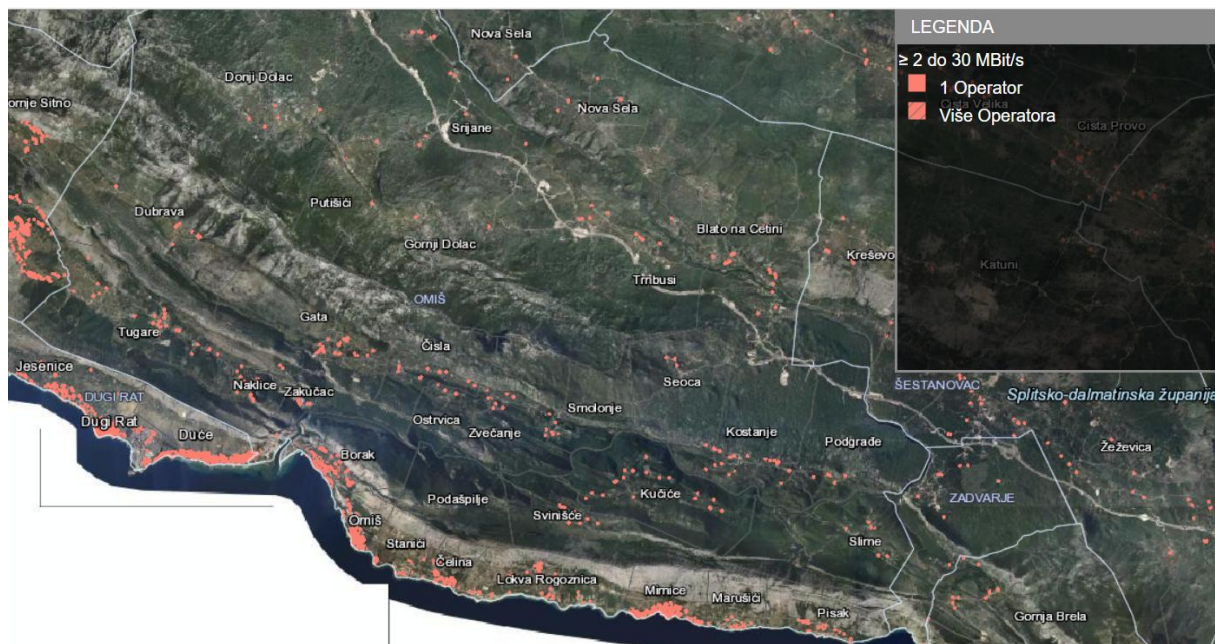 LEGENDA
≥ 2 do 30 MBit/s
1 Operator
Više Operatora
Nova Sela
Donji Dolac
Nova Sela
Čista Velika
Čista Provo
ornje Sitno
Srijane
Putišići
Dubrava
Blato na Cetini
Gornji Dolac
Kreševo
Katuni
Trnbusi
OMIŠ
Gata
Tugare
Čisla
Jesenice
Seoca
ŠESTANOVAC
Splitsko-dalmatinska županija
DUGI RAT
Naklice
Zakučac
Smolonje
Dugi Rat
Ostrvica
Duće
Zvečanje
Kostanje
Podgrađe
Žeževica
Borak
Podašpilje
Kučiće
ZADVARJE
Svinišće
Omiš
Stanići
Slime
Čelina
Lokva Rogoznica
Mimice
Marušići
Pisak
Gornja Brela